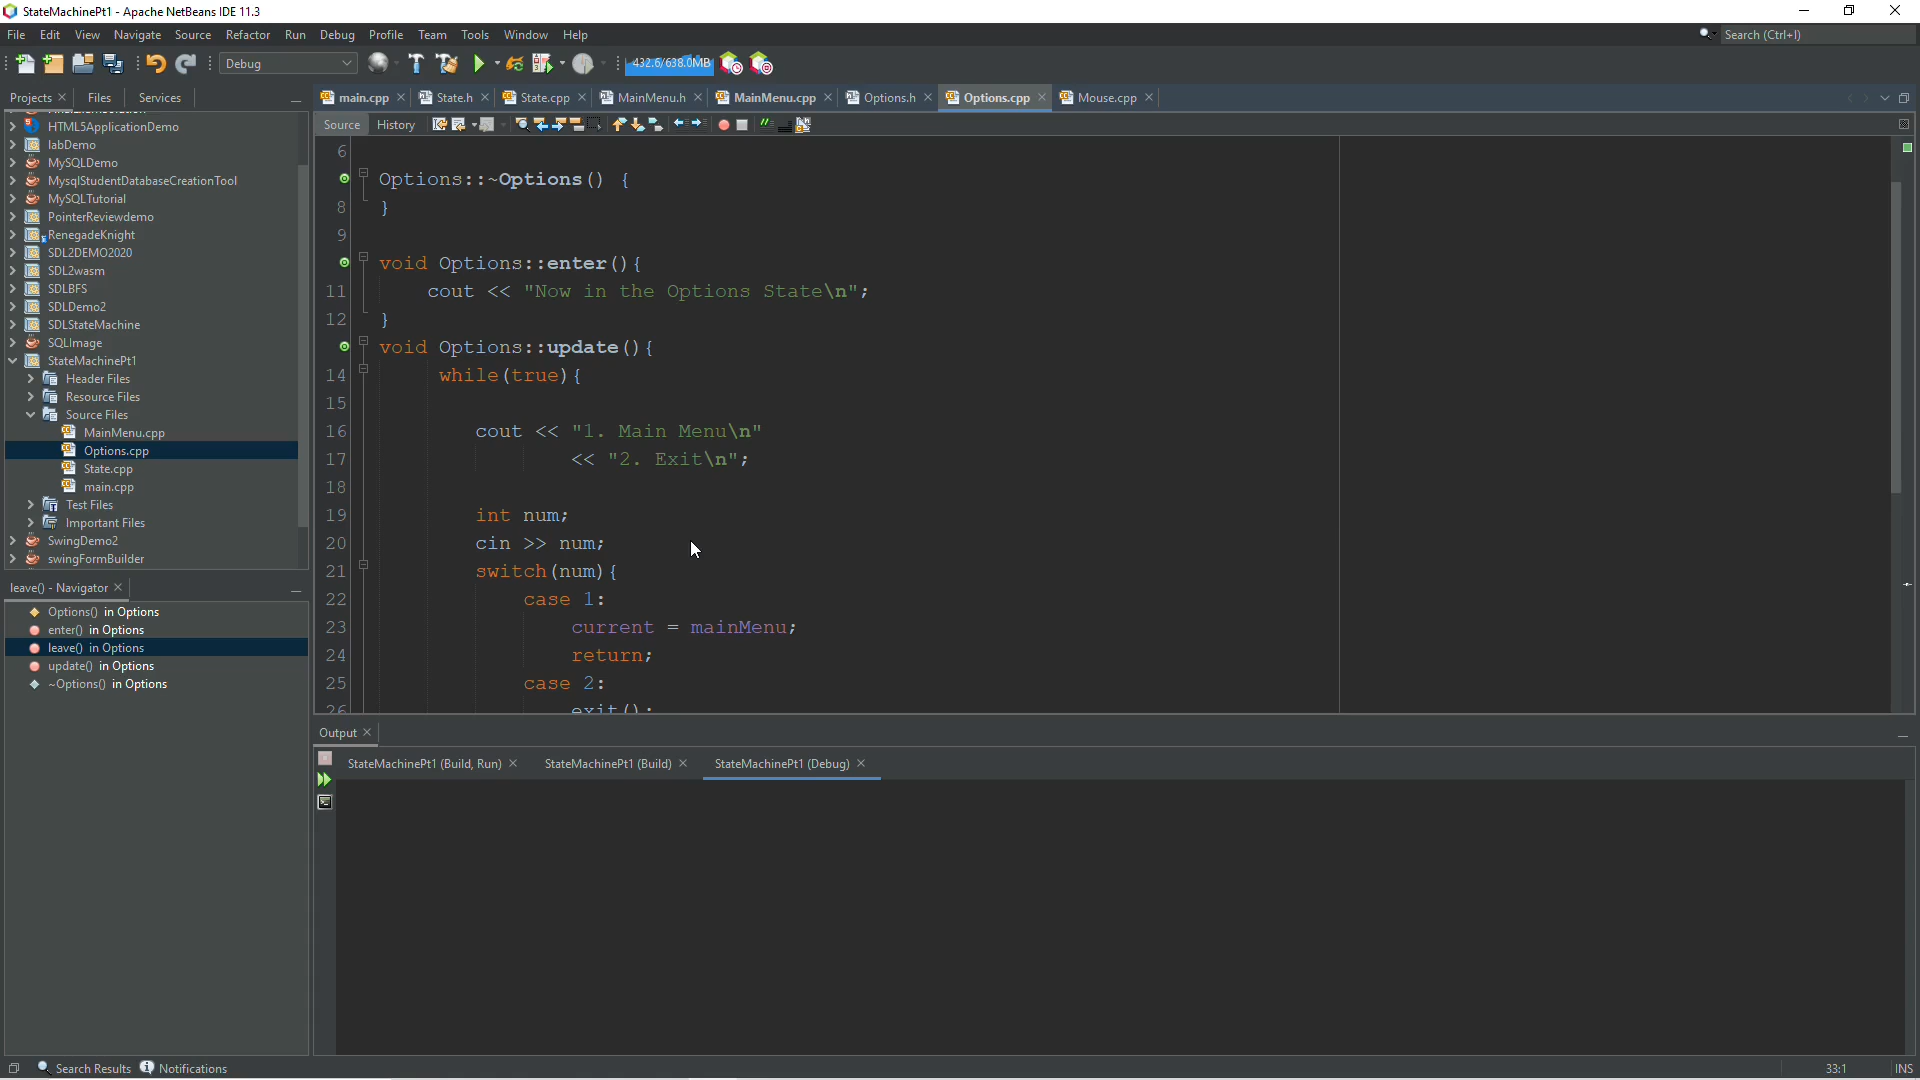 StateMachinePt1 - Apache NetBeans IDE 11.3
File Edit View Navigate Source Refactor Run Debug Profile Team Tools Window Help
Search (Ctrl+I)
Debug
432.6/638.0MB
Projects Files Services
main.cpp State.h State.cpp MainMenu.h MainMenu.cpp Options.h Options.cpp Mouse.cpp
Source History
HTML5ApplicationDemo
labDemo
MySQLDemo
MysqlStudentDatabaseCreationTool
MySQLTutorial
PointerReviewdemo
RenegadeKnight
SDL2DEMO2020
SDL2wasm
SDLBFS
SDLDemo2
SDLStateMachine
SQLImage
StateMachinePt1
Header Files
Resource Files
Source Files
MainMenu.cpp
Options.cpp
State.cpp
main.cpp
Test Files
Important Files
SwingDemo2
swingFormBuilder
leave() - Navigator
Options() in Options
enter() in Options
leave() in Options
update() in Options
~Options() in Options
6
Options::~Options() {
8 }
9
void Options::enter(){
11 cout << "Now in the Options State\n";
12 }
void Options::update(){
14 while(true){
15
16 cout << "1. Main Menu\n"
17 << "2. Exit\n";
18
19 int num;
20 cin >> num;
21 switch(num){
22 case 1:
23 current = mainMenu;
24 return;
25 case 2:
26 exit();
Output
StateMachinePt1 (Build, Run) StateMachinePt1 (Build) StateMachinePt1 (Debug)
Search Results Notifications
33:1 INS